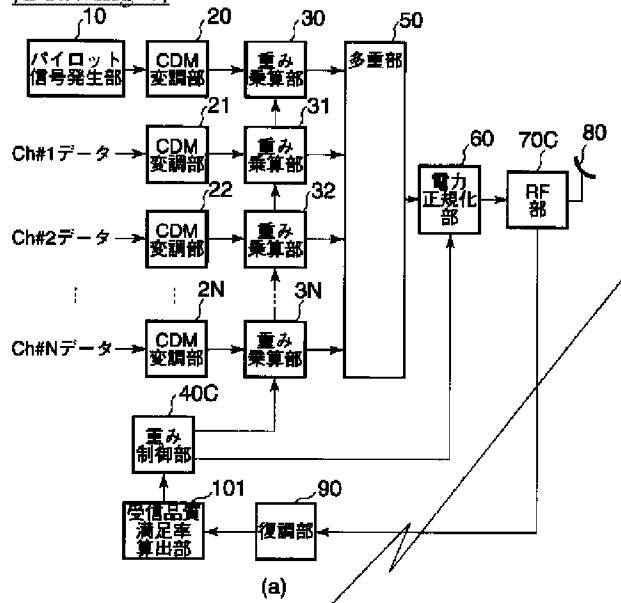 10
20
30
50
パイロット
信号発生部
CDM
変調部
重み
乗算部
多重部
21
31
Ch#1データ
CDM
変調部
重み
乗算部
60
70C
80
22
32
Ch#2データ
CDM
変調部
重み
乗算部
電力
正規化
部
RF
部
2N
3N
Ch#Nデータ
CDM
変調部
重み
乗算部
40C
重み
制御部
101
90
受信品質
満足率
算出部
復調部
(a)